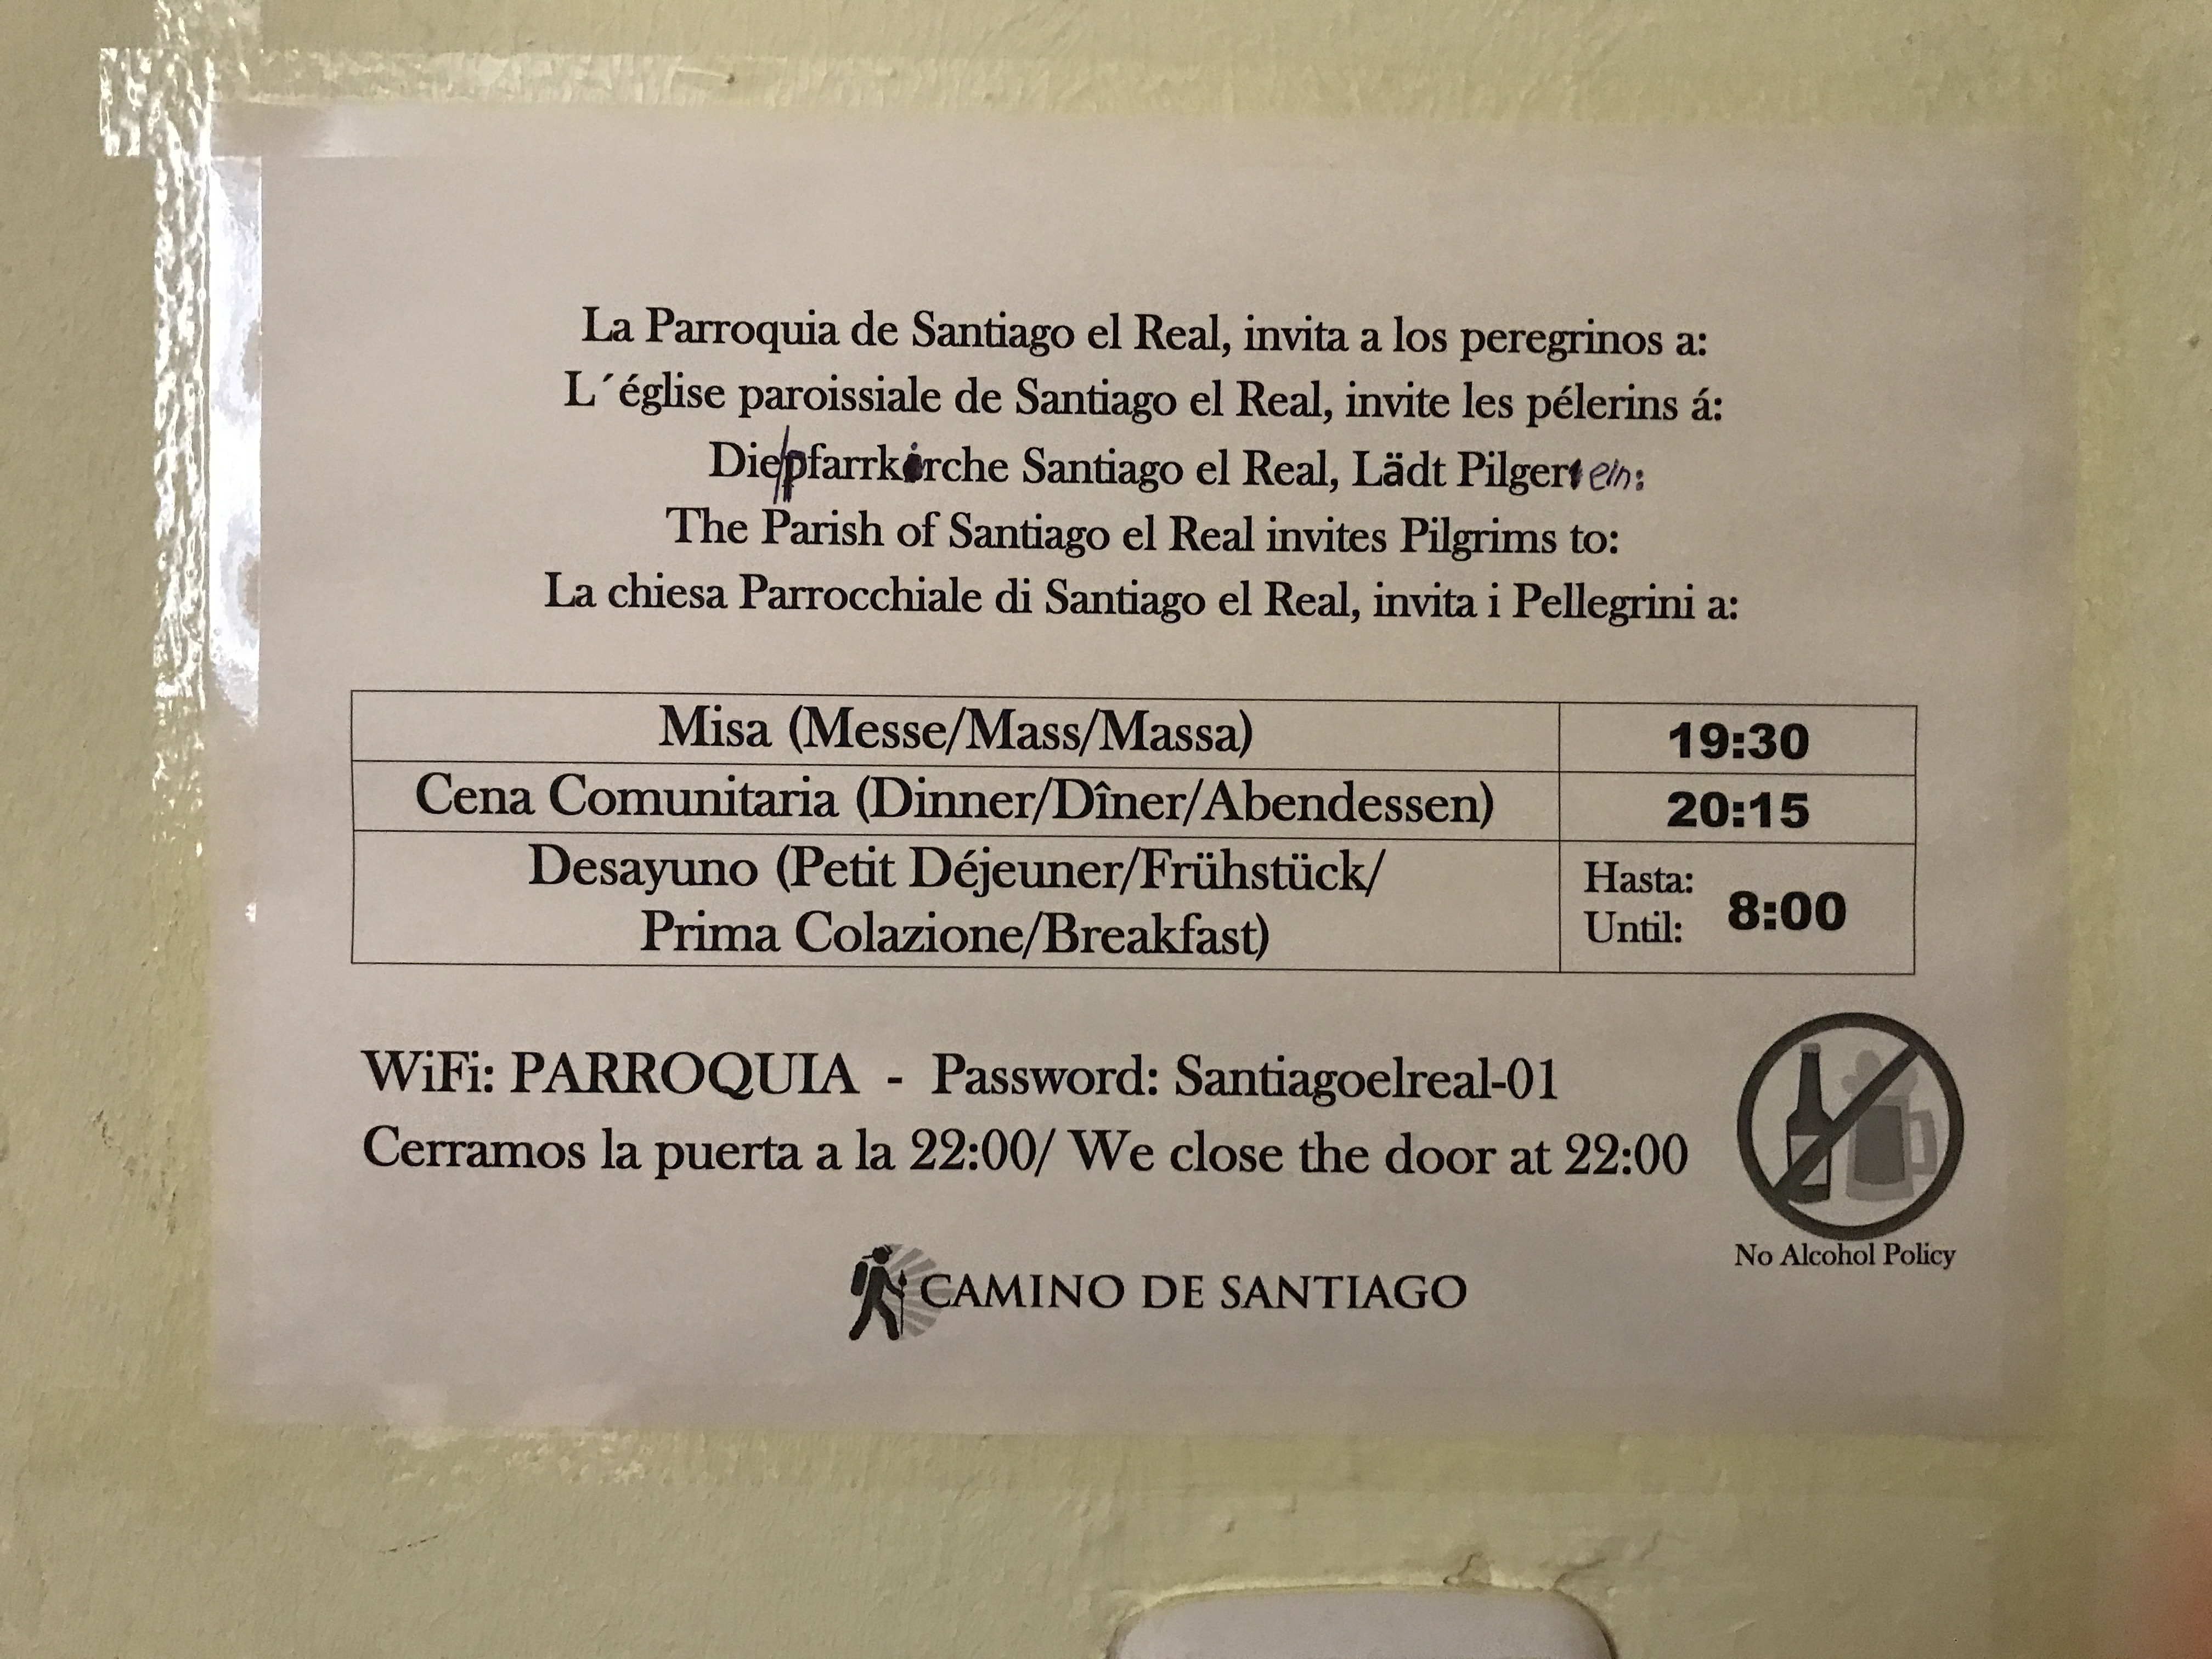 La Parroquia de Santiago el Real, invita a los peregrinos a:
L´église paroissiale de Santiago el Real, invite les pélerins á:
Die/pfarrkirche Santiago el Real, Lädt Pilger ein:
The Parish of Santiago el Real invites Pilgrims to:
La chiesa Parrocchiale di Santiago el Real, invita i Pellegrini a:
Misa (Messe/Mass/Massa) 19:30
Cena Comunitaria (Dinner/Dîner/Abendessen) 20:15
Desayuno (Petit Déjeuner/Frühstück/
Prima Colazione/Breakfast)
Hasta:
Until: 8:00
WiFi: PARROQUIA - Password: Santiagoelreal-01
Cerramos la puerta a la 22:00/ We close the door at 22:00
No Alcohol Policy
CAMINO DE SANTIAGO